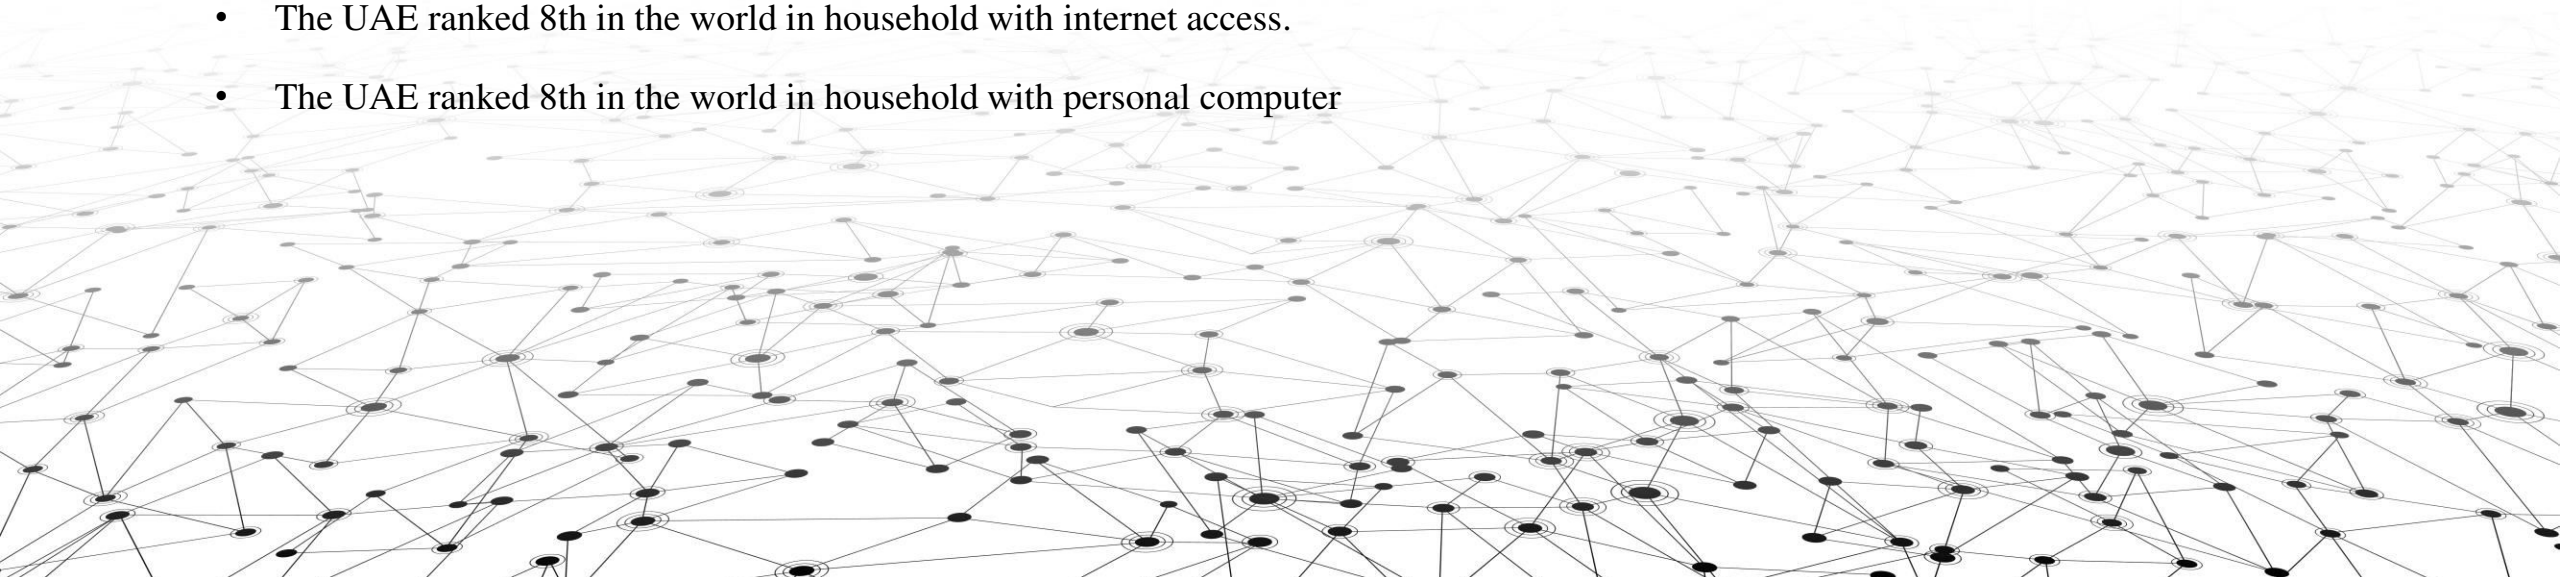 • The UAE ranked 8th in the world in household with internet access.
• The UAE ranked 8th in the world in household with personal computer